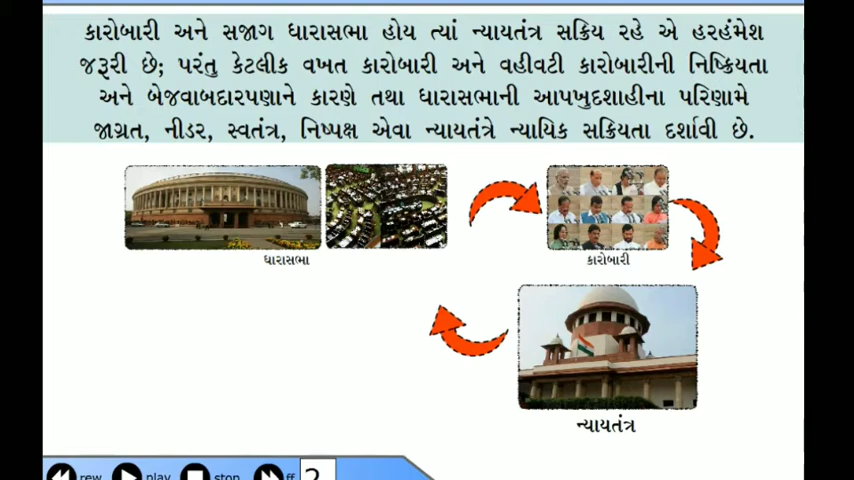 કારોબારી અને સજાગ ધારાસભા હોય ત્યાં ન્યાયતંત્ર સક્રિય રહે એ હરહંમેશ
જરૂરી છે; પરંતુ કેટલીક વખત કારોબારી અને વહીવટી કારોબારીની નિષ્ક્રિયતા
અને બેજવાબદારપણાને કારણે તથા ધારાસભાની આપખુદશાહીના પરિણામે
જાગ્રત, નીડર, સ્વતંત્ર, નિષ્પક્ષ એવા ન્યાયતંત્રે ન્યાયિક સક્રિયતા દર્શાવી છે.
ધારાસભા
કારોબારી
ન્યાયતંત્ર
rew play stop ff 2